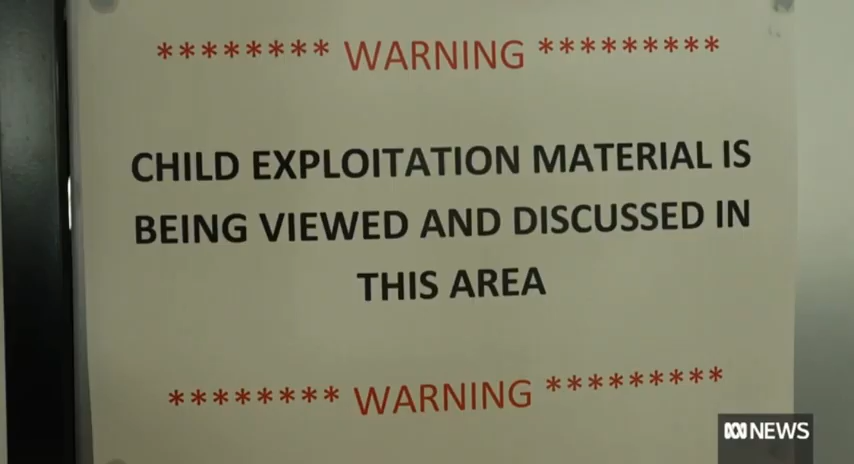 ******** WARNING *********
CHILD EXPLOITATION MATERIAL IS
BEING VIEWED AND DISCUSSED IN
THIS AREA
******** WARNING *********
NEWS